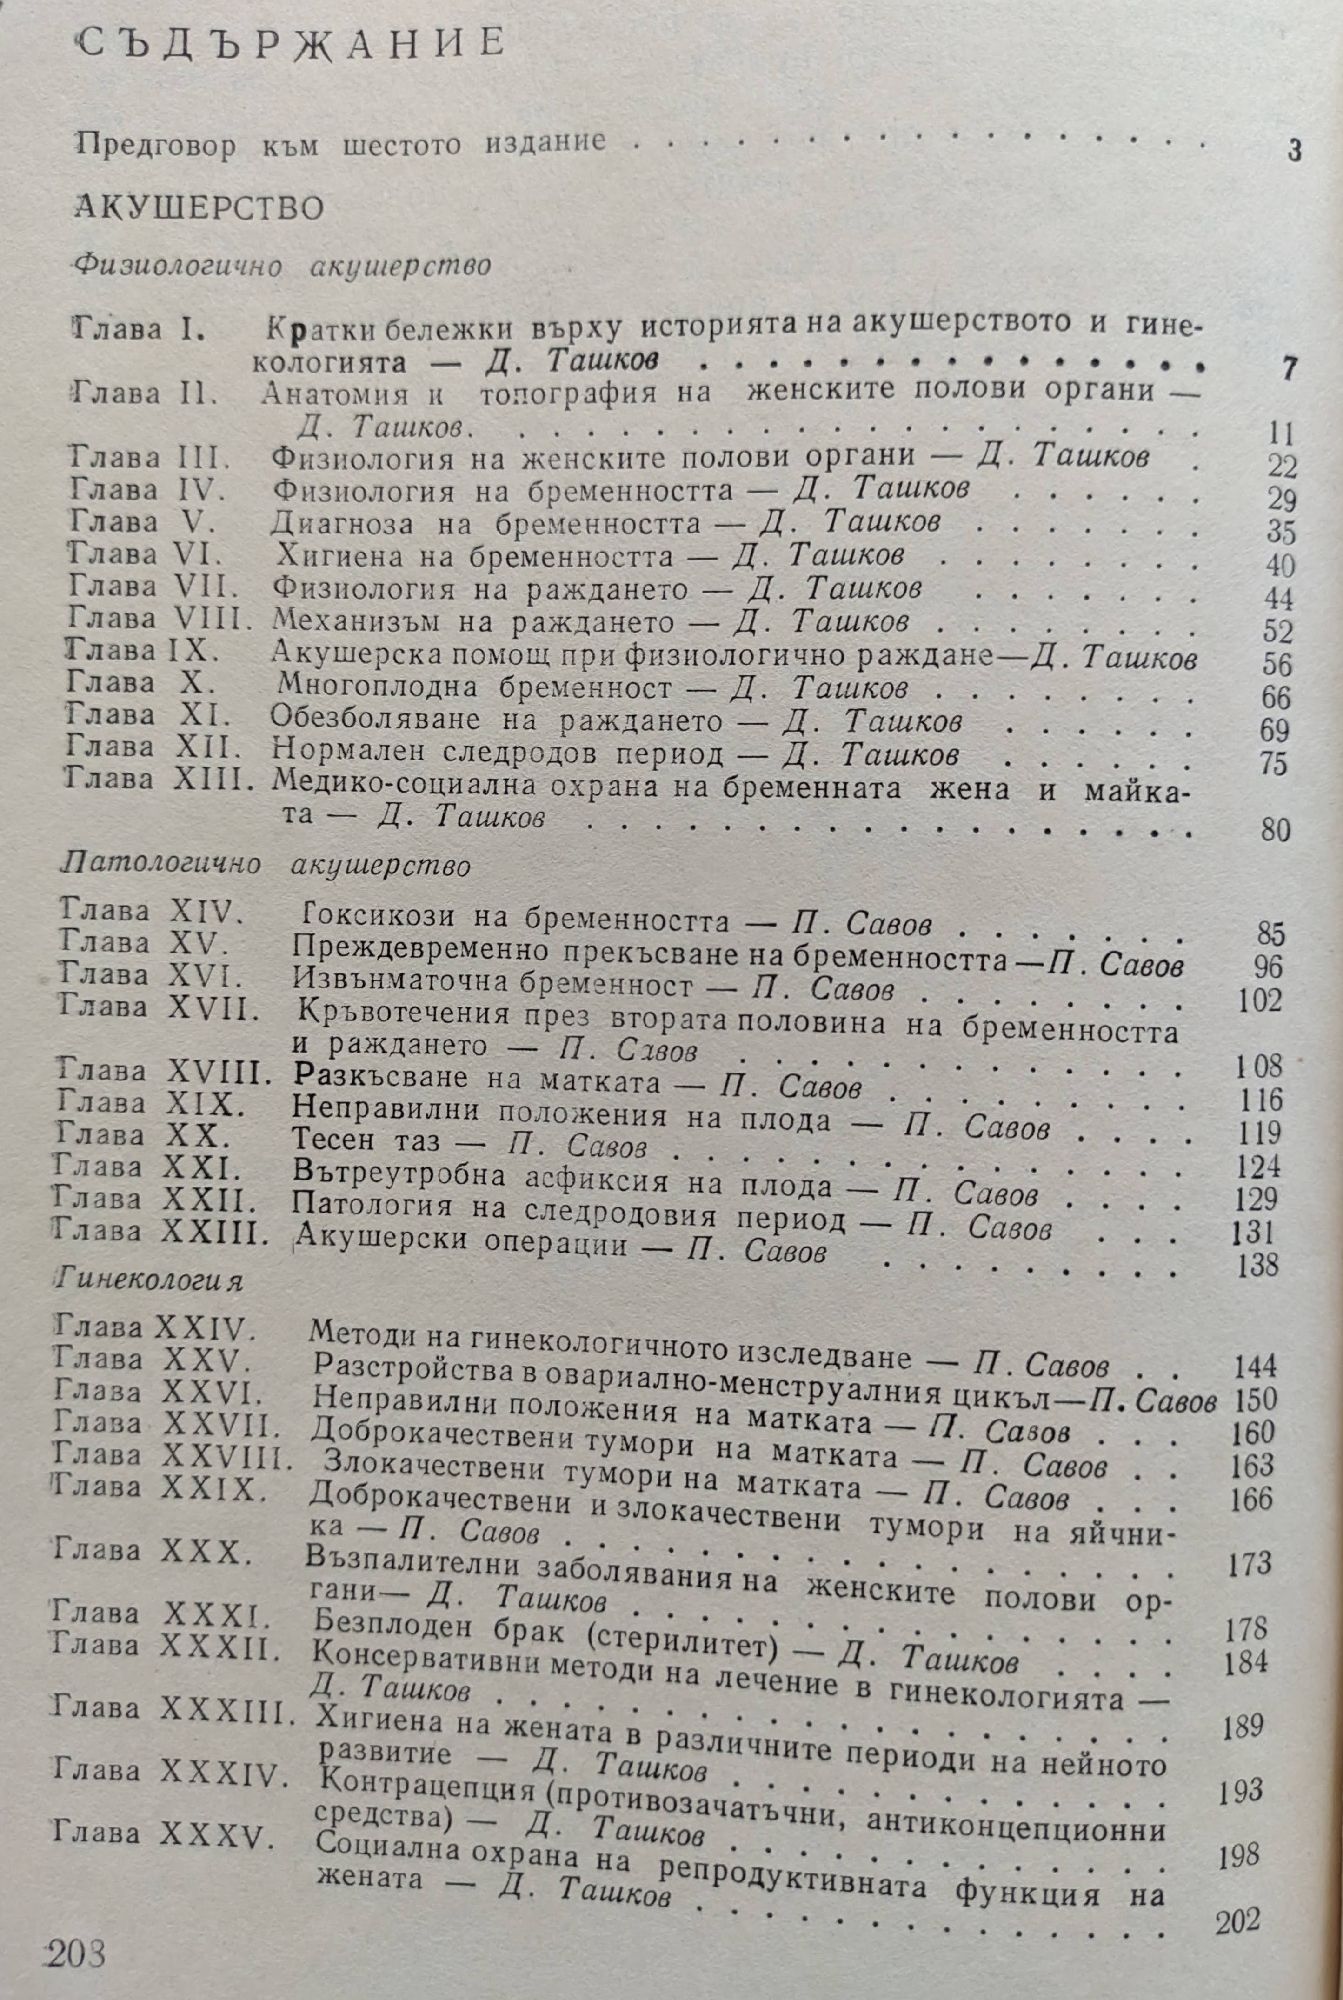 СЪДЪРЖАНИЕ
Предговор към шестото издание . . . . . . . . . . . . . . . . 3
АКУШЕРСТВО
Физиологично акушерство
Глава I. Кратки бележки върху историята на акушерството и гине-
кологията — Д. Ташков . . . . . . . . . . . . . . . 7
Глава II. Анатомия и топография на женските полови органи —
Д. Ташков. . . . . . . . . . . . . . . . . . . . 11
Глава III. Физиология на женските полови органи — Д. Ташков . 22
Глава IV. Физиология на бременността — Д. Ташков . . . . . . 29
Глава V. Диагноза на бременността — Д. Ташков . . . . . . . 35
Глава VI. Хигиена на бременността — Д. Ташков . . . . . . . . 40
Глава VII. Физиология на раждането — Д. Ташков . . . . . . . 44
Глава VIII. Механизъм на раждането — Д. Ташков . . . . . . . . 52
Глава IX. Акушерска помощ при физиологично раждане—Д. Ташков 56
Глава X. Многоплодна бременност — Д. Ташков . . . . . . . . 66
Глава XI. Обезболяване на раждането — Д. Ташков . . . . . . 69
Глава XII. Нормален следродов период — Д. Ташков . . . . . . 75
Глава XIII. Медико-социална охрана на бременната жена и майка-
та — Д. Ташков . . . . . . . . . . . . . . . . . . 80
Патологично акушерство
Глава XIV. Токсикози на бременността — П. Савов . . . . . . . 85
Глава XV. Преждевременно прекъсване на бременността —П. Савов 96
Глава XVI. Извънматочна бременност — П. Савов . . . . . . . . 102
Глава XVII. Кръвотечения през втората половина на бременността
и раждането — П. Савов . . . . . . . . . . . . . 108
Глава XVIII. Разкъсване на матката — П. Савов . . . . . . . . . 116
Глава XIX. Неправилни положения на плода — П. Савов . . . . 119
Глава XX. Тесен таз — П. Савов . . . . . . . . . . . . . . . 124
Глава XXI. Вътреутробна асфиксия на плода — П. Савов . . . . 129
Глава XXII. Патология на следродовия период — П. Савов . . . 131
Глава XXIII. Акушерски операции — П. Савов . . . . . . . . . 138
Гинекология
Глава XXIV. Методи на гинекологичното изследване — П. Савов . . 144
Глава XXV. Разстройства в овариално-менструалния цикъл—П. Савов 150
Глава XXVI. Неправилни положения на матката — П. Савов . . . 160
Глава XXVII. Доброкачествени тумори на матката — П. Савов . . 163
Глава XXVIII. Злокачествени тумори на матката — П. Савов . . . 166
Глава XXIX. Доброкачествени и злокачествени тумори на яйчни-
ка — П. Савов . . . . . . . . . . . . . . . . . . 173
Глава XXX. Възпалителни заболявания на женските полови ор-
гани— Д. Ташков . . . . . . . . . . . . . . . . 178
Глава XXXI. Безплоден брак (стерилитет) — Д. Ташков . . . . 184
Глава XXXII. Консервативни методи на лечение в гинекологията —
Д. Ташков . . . . . . . . . . . . . . . . . . . . 189
Глава XXXIII. Хигиена на жената в различните периоди на нейното
развитие — Д. Ташков . . . . . . . . . . . . . 193
Глава XXXIV. Контрацепция (противозачатъчни, антиконцепционни
средства) — Д. Ташков . . . . . . . . . . . . . 198
Глава XXXV. Социална охрана на репродуктивната функция на
жената — Д. Ташков . . . . . . . . . . . . . . 202
203